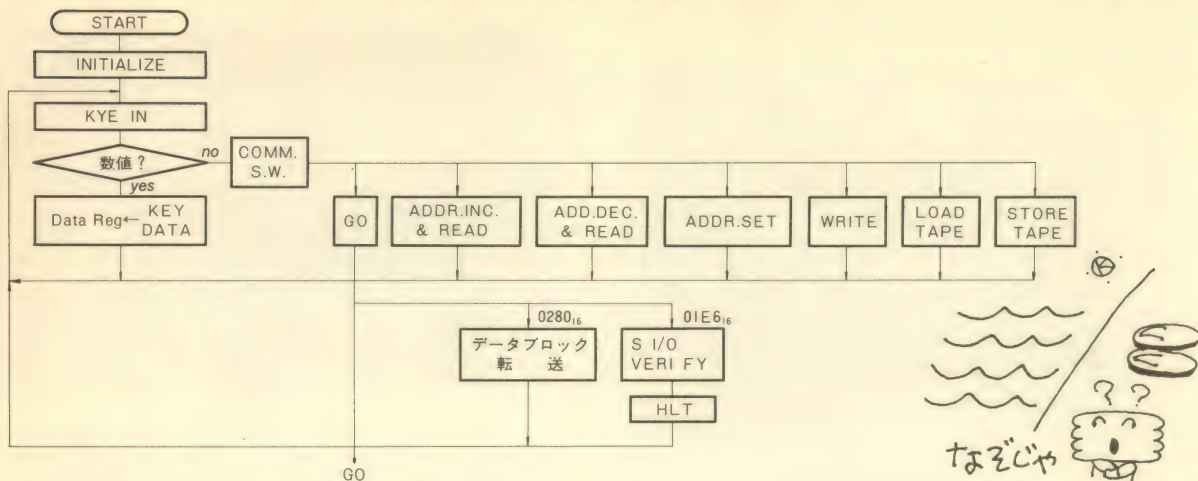 START
INITIALIZE
KYE IN
数値？
no
yes
COMM.
S.W.
Data Reg← KEY
DATA
GO
ADDR.INC.
& READ
ADD.DEC.
& READ
ADDR.SET
WRITE
LOAD
TAPE
STORE
TAPE
0280₁₆
データブロック
転 送
01E6₁₆
S I/O
VERIFY
HLT
GO
K
? ?
なぞじゃ